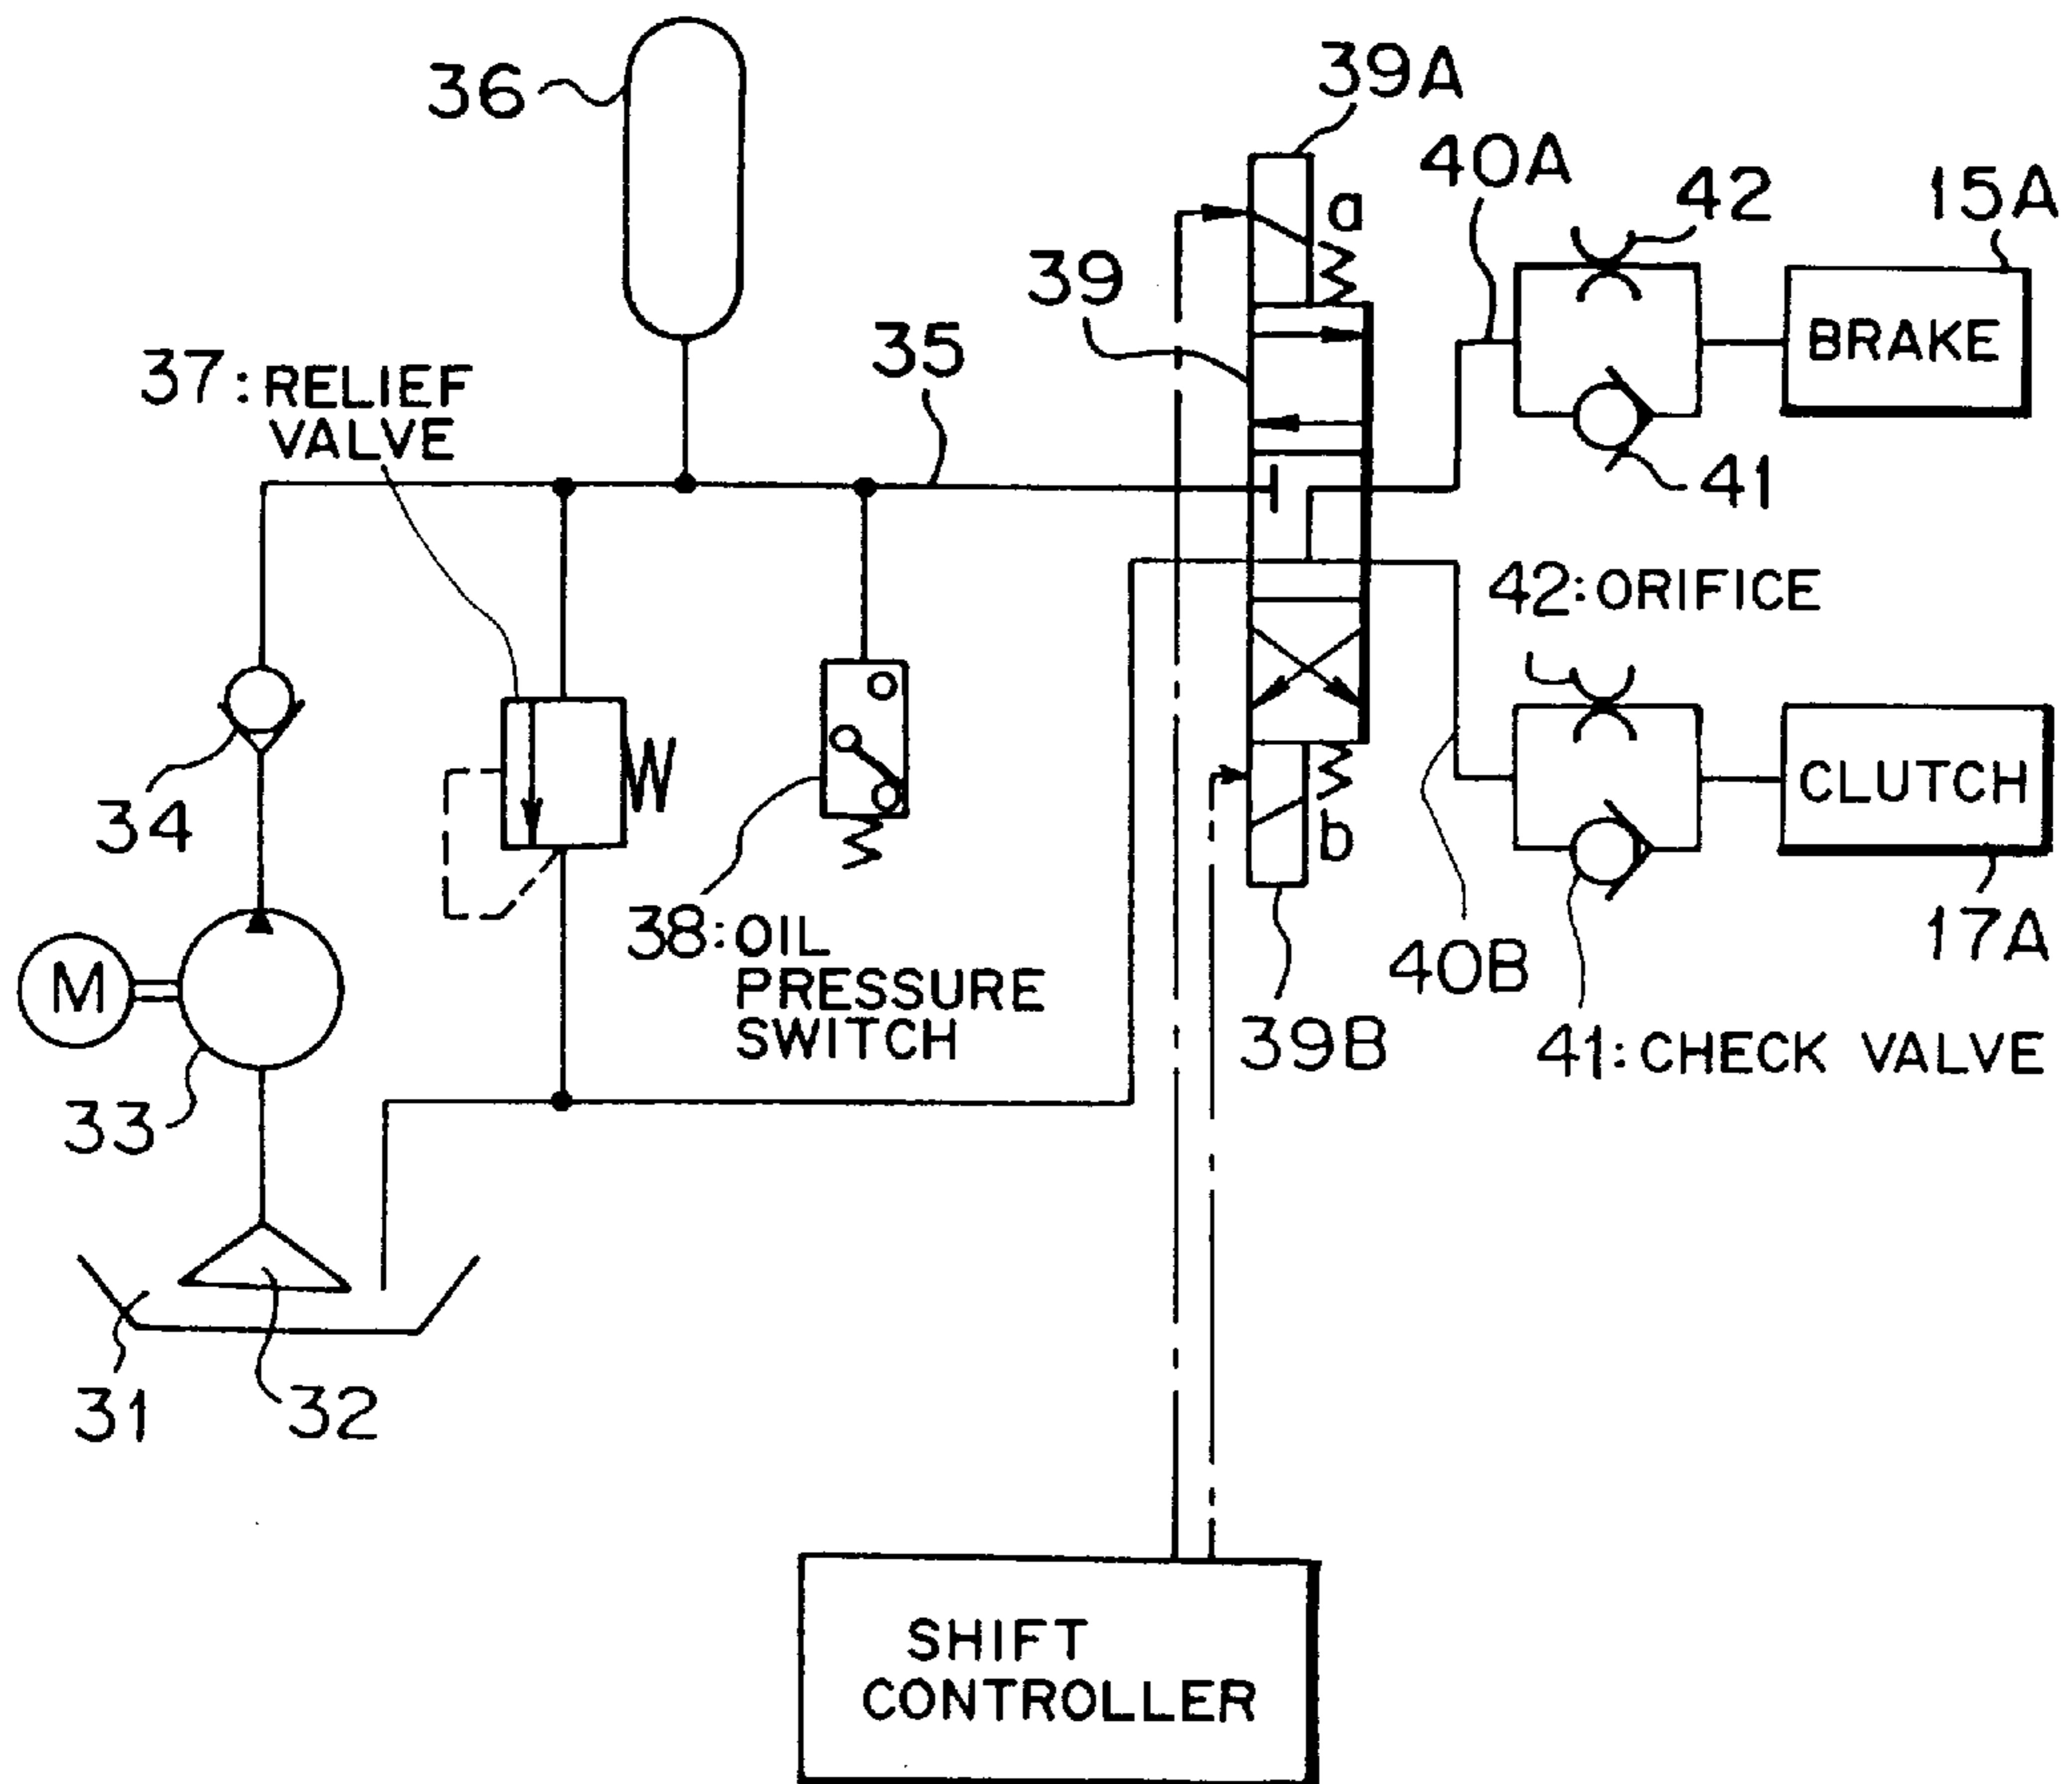 36
39A
40A
42
15A
a
39
35
BRAKE
37: RELIEF
VALVE
41
42: ORIFICE
34
CLUTCH
b
38: OIL
PRESSURE
SWITCH
M
40B
17A
39B
41: CHECK VALVE
33
31
32
SHIFT
CONTROLLER